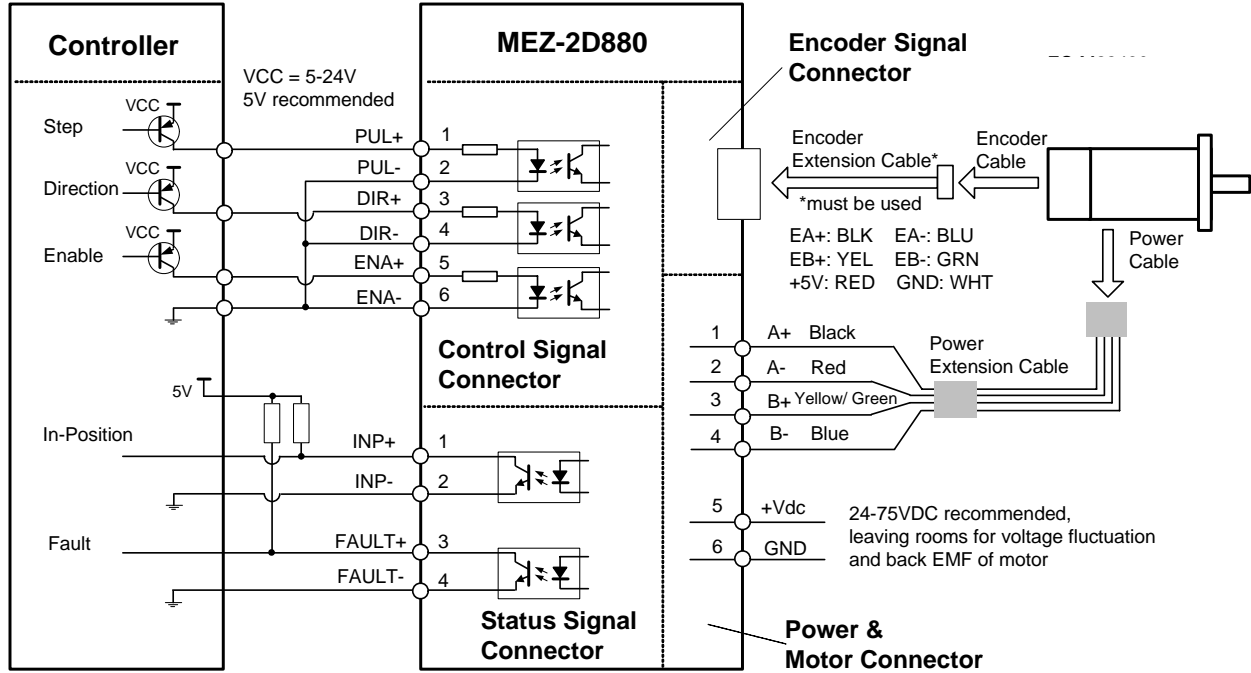 Controller
VCC = 5-24V
5V recommended
VCC
Step
VCC
Direction
VCC
Enable
PUL+
PUL-
DIR+
DIR-
ENA+
ENA-
5V
In-Position
Fault
INP+
INP-
FAULT+
FAULT-
MEZ-2D880
1
2
3
4
5
6
Control Signal
Connector
1
2
3
4
Status Signal
Connector
Encoder Signal
Connector
Encoder
Extension Cable*
*must be used
Encoder
Cable
EA+: BLK EA-: BLU
EB+: YEL EB-: GRN
+5V: RED GND: WHT
Power
Cable
1 A+ Black
2 A- Red
3 B+ Yellow/ Green
4 B- Blue
Power
Extension Cable
5 +Vdc
6 GND
24-75VDC recommended,
leaving rooms for voltage fluctuation
and back EMF of motor
Power &
Motor Connector